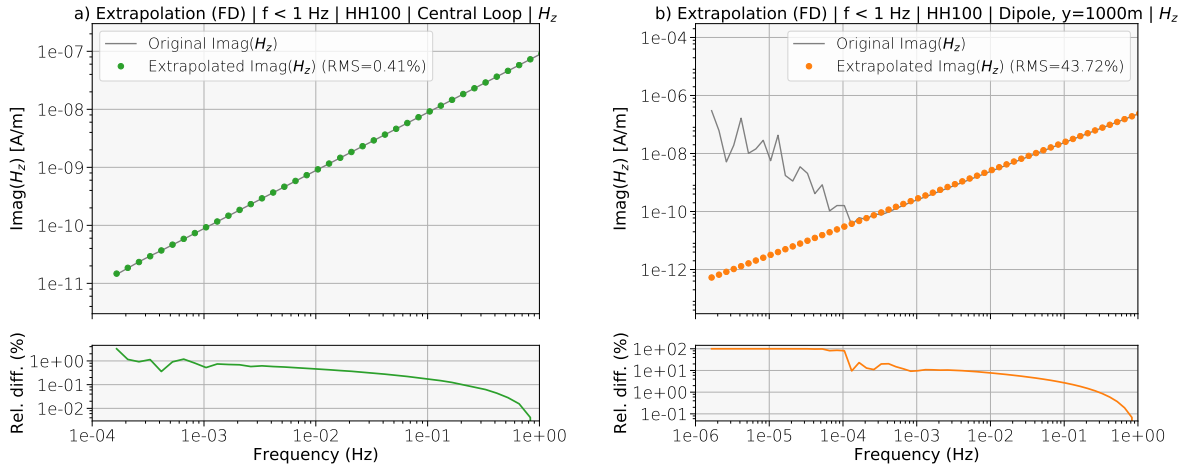 a) Extrapolation (FD) | f < 1 Hz | HH100 | Central Loop | Hz
Original Imag(Hz)
Extrapolated Imag(Hz) (RMS=0.41%)
Imag(Hz) [A/m]
1e-07
1e-08
1e-09
1e-10
1e-11
Rel. diff. (%)
1e+00
1e-01
1e-02
1e-04 1e-03 1e-02 1e-01 1e+00
Frequency (Hz)
b) Extrapolation (FD) | f < 1 Hz | HH100 | Dipole, y=1000m | Hz
Original Imag(Hz)
Extrapolated Imag(Hz) (RMS=43.72%)
Imag(Hz) [A/m]
1e-04
1e-06
1e-08
1e-10
1e-12
Rel. diff. (%)
1e+02
1e+01
1e+00
1e-01
1e-06 1e-05 1e-04 1e-03 1e-02 1e-01 1e+00
Frequency (Hz)